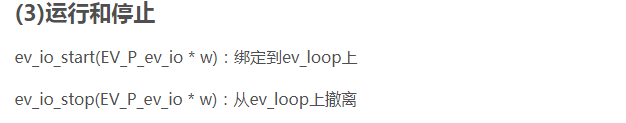 (3)运行和停止
ev_io_start(EV_P_ev_io * w)：绑定到ev_loop上
ev_io_stop(EV_P_ev_io * w)：从ev_loop上撤离